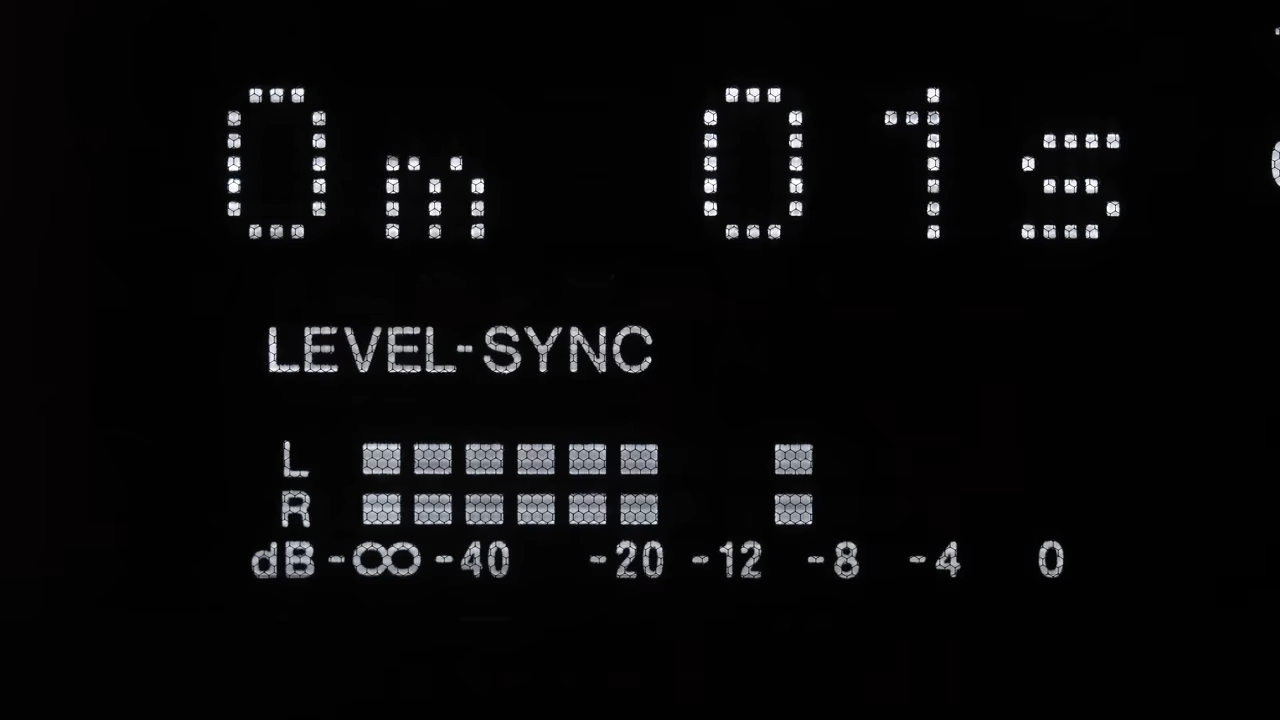 0m 01s
LEVEL-SYNC
L
R
dB -∞ -40 -20 -12 -8 -4 0